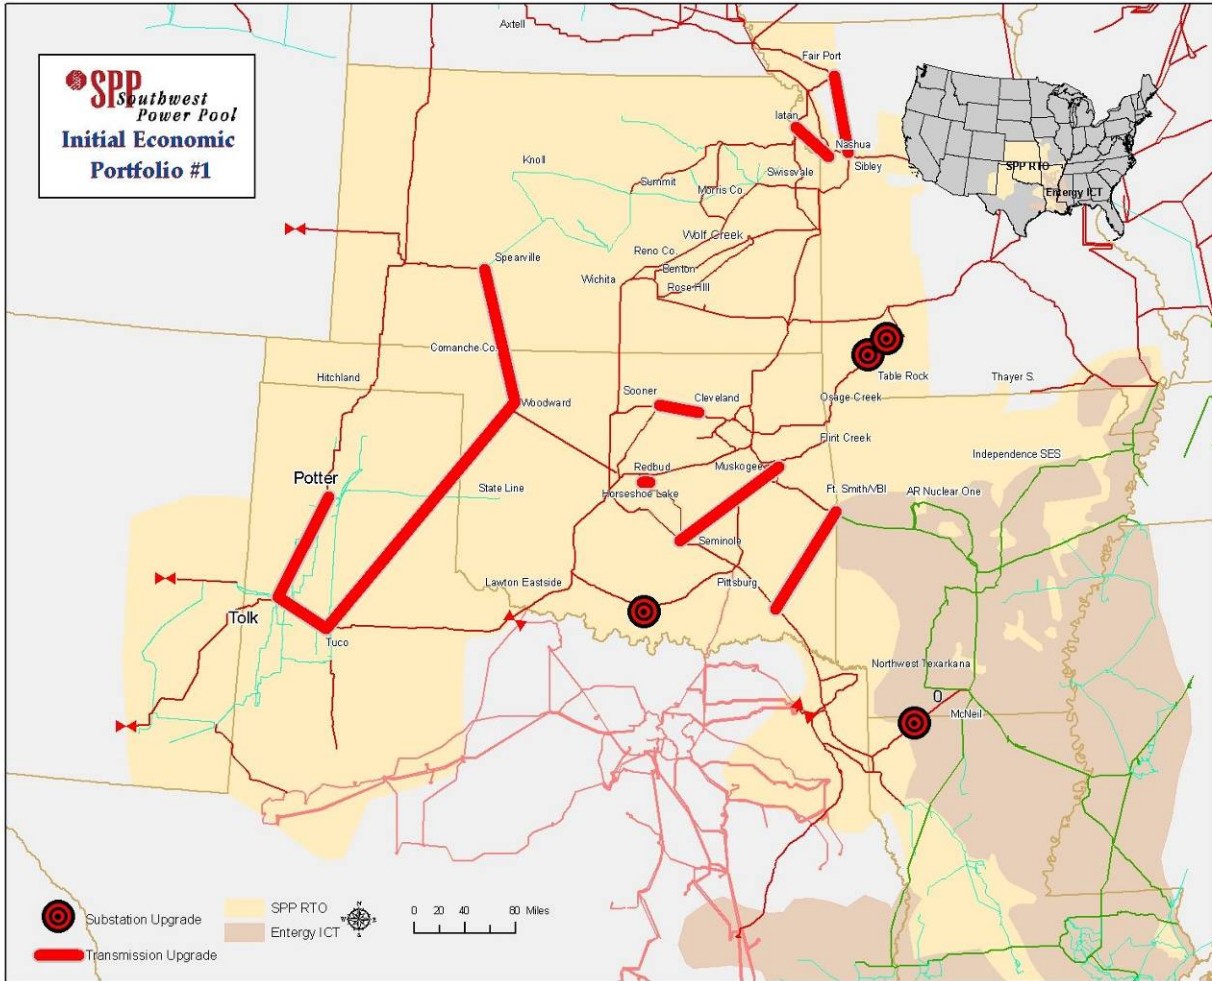 SPP Southwest
Power Pool
Initial Economic
Portfolio #1
Axtell
Fair Port
Iatan
Nashua
Sibley
Swissvale
Knoll
Summit
Morris Co.
SPP RTO
Entergy ICT
Wolf Creek
Reno Co.
Benton
Wichita
Rose HIll
Spearville
Comanche Co.
Hitchland
Woodward
Table Rock
Thayer S.
Sooner
Cleveland
Osage Creek
Flint Creek
Independence SES
Redbud
Muskogee
Potter
State Line
Horseshoe Lake
Ft. Smith/VBI
AR Nuclear One
Seminole
Lawton Eastside
Pittsburg
Tolk
Tuco
Northwest Texarkana
0
McNeil
Substation Upgrade
Transmission Upgrade
SPP RTO
Entergy ICT
N
W E
S
0 20 40 80 Miles